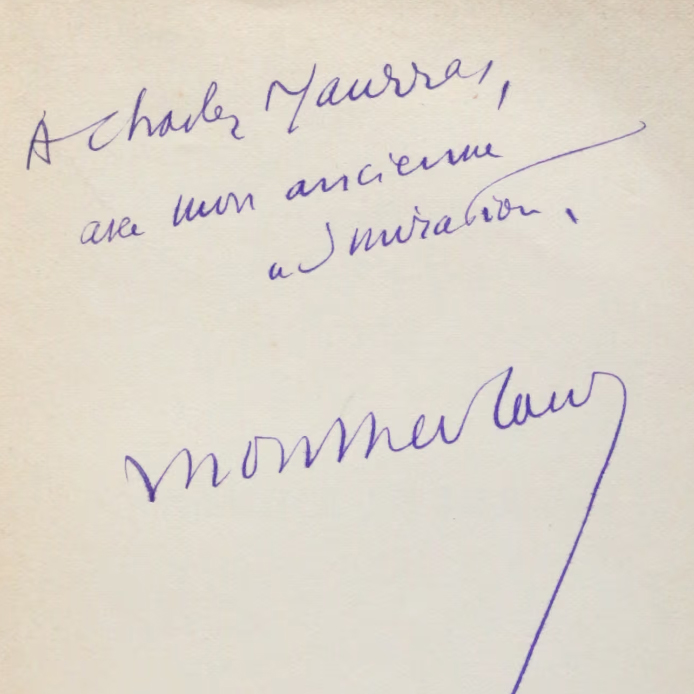 A Charles Maurras,
avec mon ancienne
admiration.
Montherlant